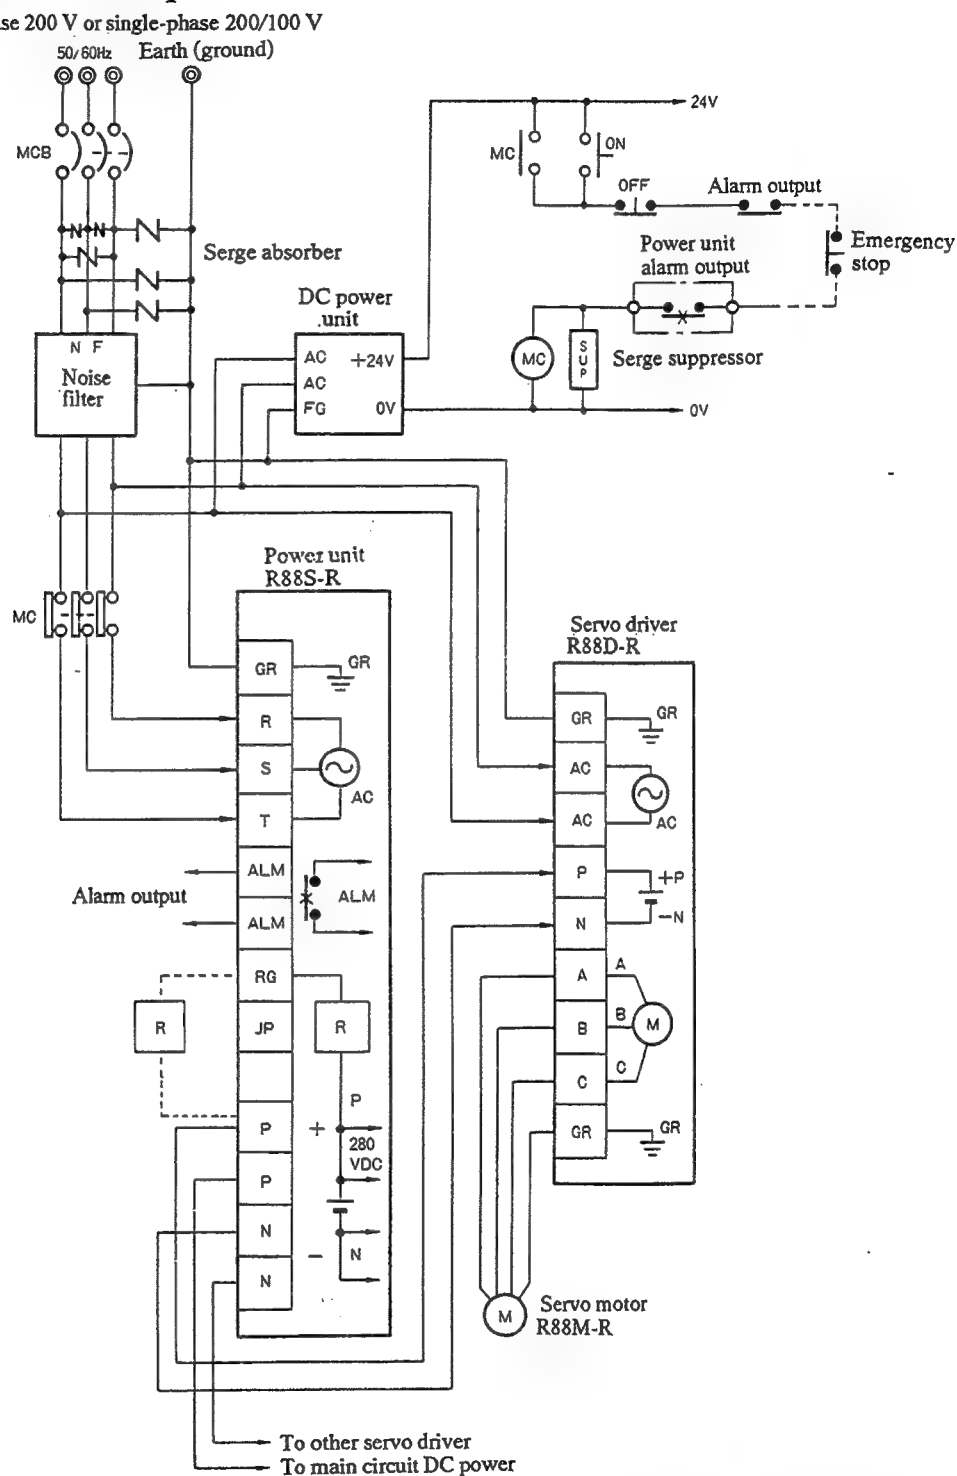 se 200 V or single-phase 200/100 V
50/60Hz
Earth (ground)
MCB
24V
MC
ON
OFF
Alarm output
Serge absorber
Power unit
alarm output
Emergency
stop
DC power
unit
N F
Noise
filter
AC
+24V
AC
FG
0V
MC
SUP
Serge suppressor
0V
Power unit
R88S-R
MC
Servo driver
R88D-R
GR
GR
R
S
AC
T
ALM
ALM
Alarm output
ALM
RG
R
JP
R
P
P
+
280
VDC
P
N
-
N
N
GR
GR
AC
AC
AC
P
+P
N
-N
A
A
B
B
M
C
C
GR
GR
M
Servo motor
R88M-R
To other servo driver
To main circuit DC power